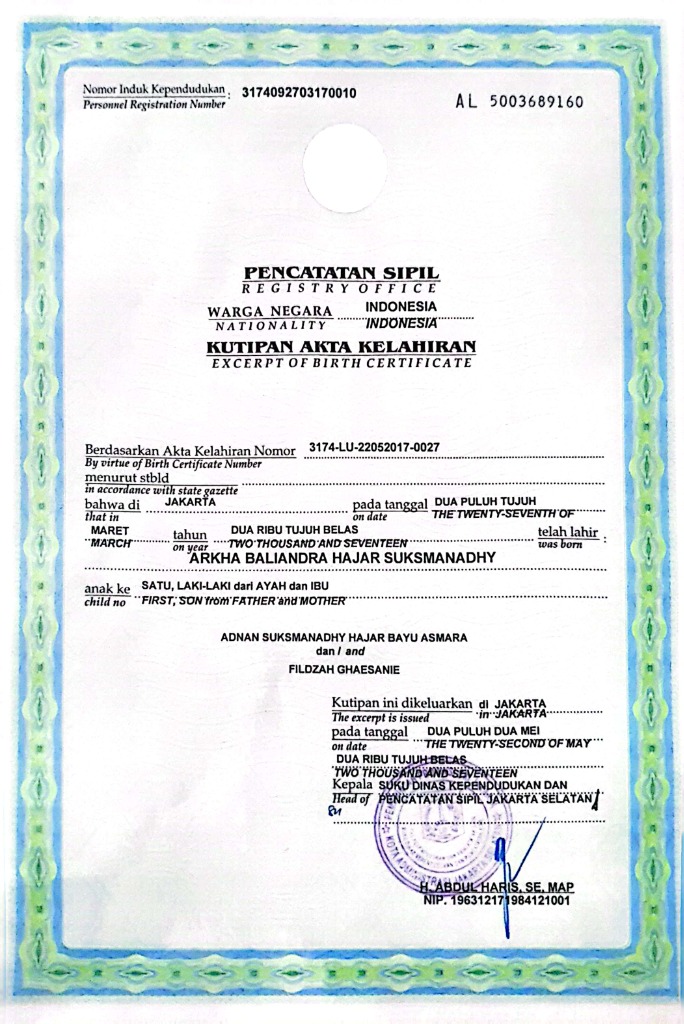 Nomor Induk Kependudukan : 3174092703170010
Personnel Registration Number
AL 5003689160
PENCATATAN SIPIL
REGISTRY OFFICE
WARGA NEGARA INDONESIA
NATIONALITY INDONESIA
KUTIPAN AKTA KELAHIRAN
EXCERPT OF BIRTH CERTIFICATE
Berdasarkan Akta Kelahiran Nomor 3174-LU-22052017-0027
By virtue of Birth Certificate Number
menurut stbld
in accordance with state gazette
bahwa di JAKARTA pada tanggal DUA PULUH TUJUH
that in on date THE TWENTY-SEVENTH OF
MARET tahun DUA RIBU TUJUH BELAS telah lahir :
MARCH on year TWO THOUSAND AND SEVENTEEN was born
ARKHA BALIANDRA HAJAR SUKSMANADHY
anak ke SATU, LAKI-LAKI dari AYAH dan IBU
child no FIRST, SON from FATHER and MOTHER
ADNAN SUKSMANADHY HAJAR BAYU ASMARA
dan / and
FILDZAH GHAESANIE
Kutipan ini dikeluarkan di JAKARTA
The excerpt is issued in JAKARTA
pada tanggal DUA PULUH DUA MEI
on date THE TWENTY-SECOND OF MAY
DUA RIBU TUJUH BELAS
TWO THOUSAND AND SEVENTEEN
Kepala SUKU DINAS KEPENDUDUKAN DAN
Head of PENCATATAN SIPIL JAKARTA SELATAN
H. ABDUL HARIS, SE, MAP
NIP. 196312171984121001